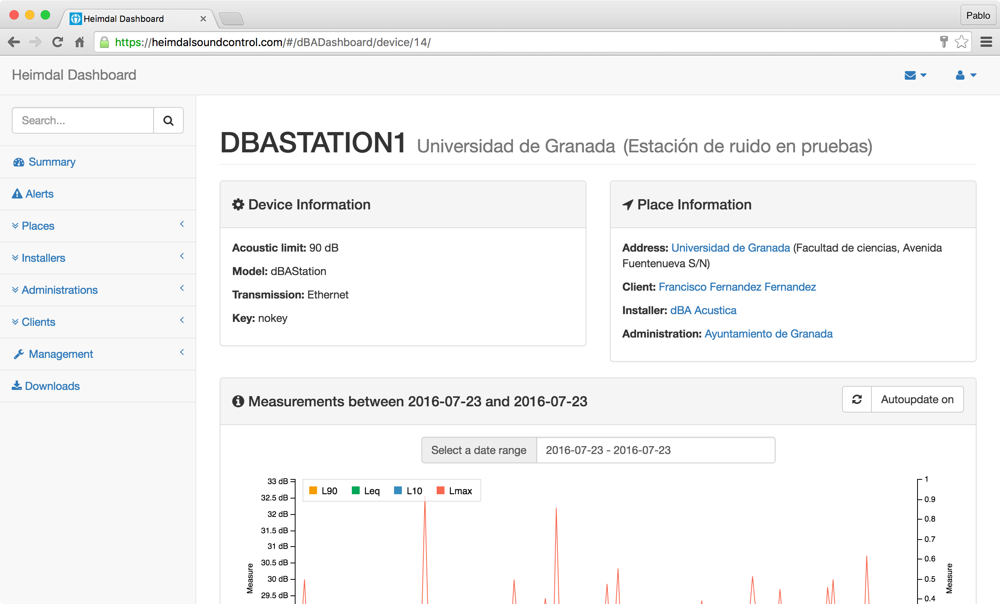 Heimdal Dashboard
Pablo
https://heimdalsoundcontrol.com/#/dBADashboard/device/14/
Heimdal Dashboard
Search...
Summary
Alerts
Places
Installers
Administrations
Clients
Management
Downloads
DBASTATION1 Universidad de Granada (Estación de ruido en pruebas)
Device Information
Acoustic limit: 90 dB
Model: dBAStation
Transmission: Ethernet
Key: nokey
Place Information
Address: Universidad de Granada (Facultad de ciencias, Avenida
Fuentenueva S/N)
Client: Francisco Fernandez Fernandez
Installer: dBA Acustica
Administration: Ayuntamiento de Granada
Measurements between 2016-07-23 and 2016-07-23
Autoupdate on
Select a date range 2016-07-23 - 2016-07-23
L90 Leq L10 Lmax
33 dB
32.5 dB
32 dB
31.5 dB
31 dB
30.5 dB
30 dB
29.5 dB
Measure
1
0.9
0.8
0.7
0.6
0.5
0.4
Measure